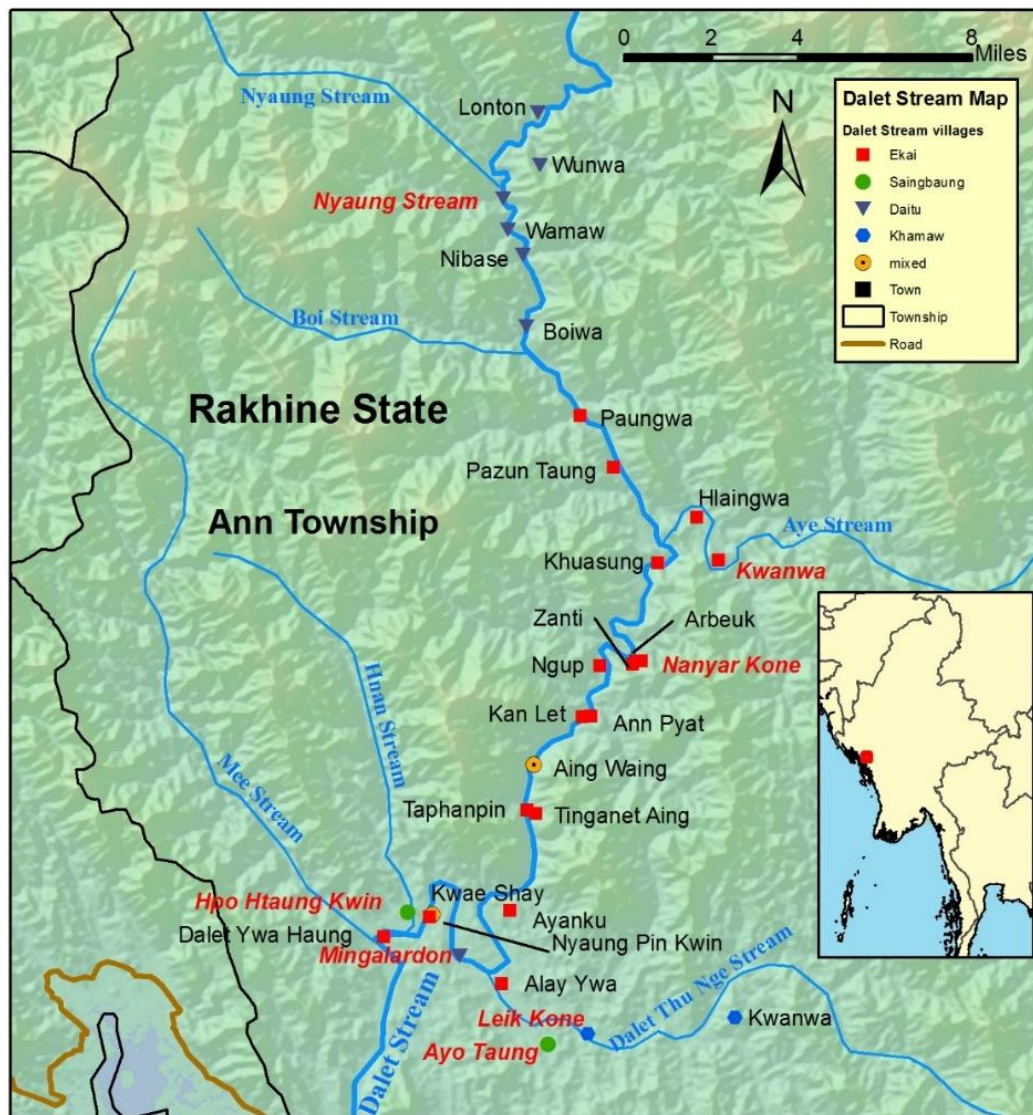 0 2 4 8
Miles
N
Dalet Stream Map
Dalet Stream villages
Ekai
Saingbaung
Daitu
Khamaw
mixed
Town
Township
Road
Nyaung Stream
Lonton
Wunwa
Nyaung Stream
Wamaw
Nibase
Boi Stream
Boiwa
Rakhine State
Paungwa
Pazun Taung
Ann Township
Hlaingwa
Aye Stream
Khuasung
Kwanwa
Zanti
Arbeuk
Ngup
Nanyar Kone
Hnan Stream
Kan Let
Ann Pyat
Mee Stream
Aing Waing
Taphanpin
Tinganet Aing
Hpo Htaung Kwin
Kwae Shay
Ayanku
Dalet Ywa Haung
Nyaung Pin Kwin
Mingalardon
Alay Ywa
Dalet Stream
Leik Kone
Dalet Thu Nge Stream
Kwanwa
Ayo Taung